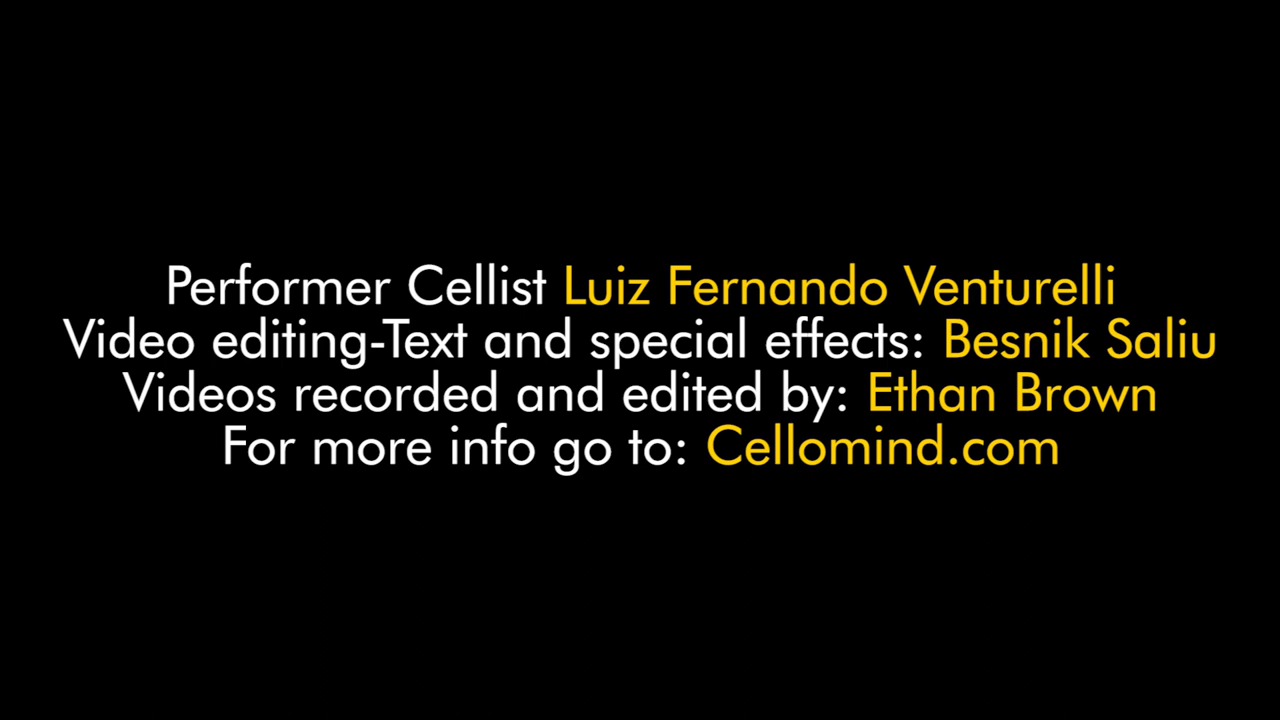 Performer Cellist Luiz Fernando Venturelli
Video editing-Text and special effects: Besnik Saliu
Videos recorded and edited by: Ethan Brown
For more info go to: Cellomind.com